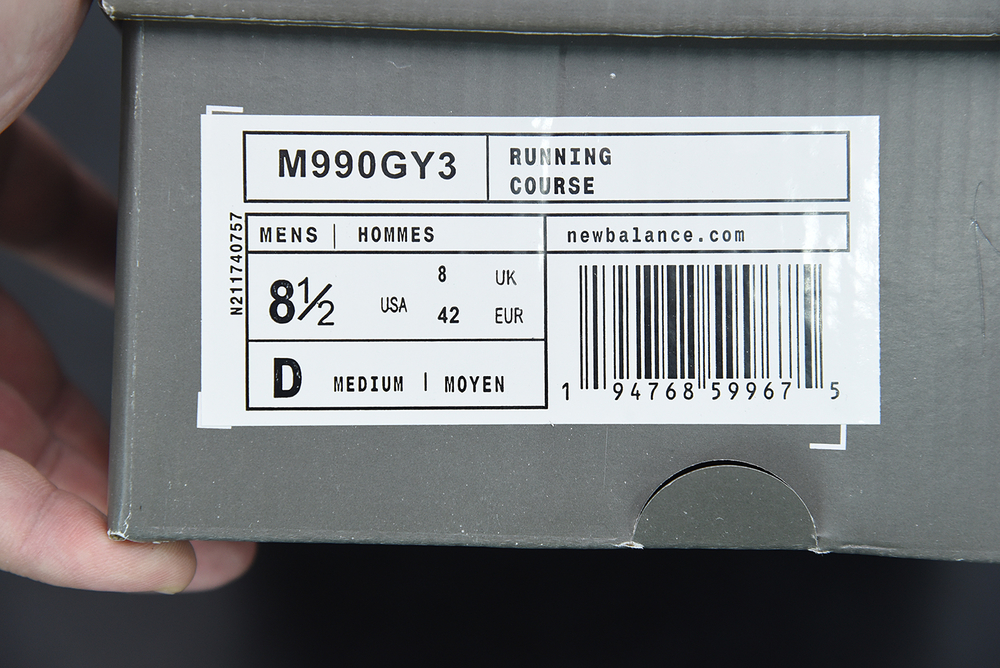 M990GY3
RUNNING
COURSE
N211740757
MENS | HOMMES
newbalance.com
8½ USA 8 UK
42 EUR
D MEDIUM | MOYEN
1 94768 59967 5